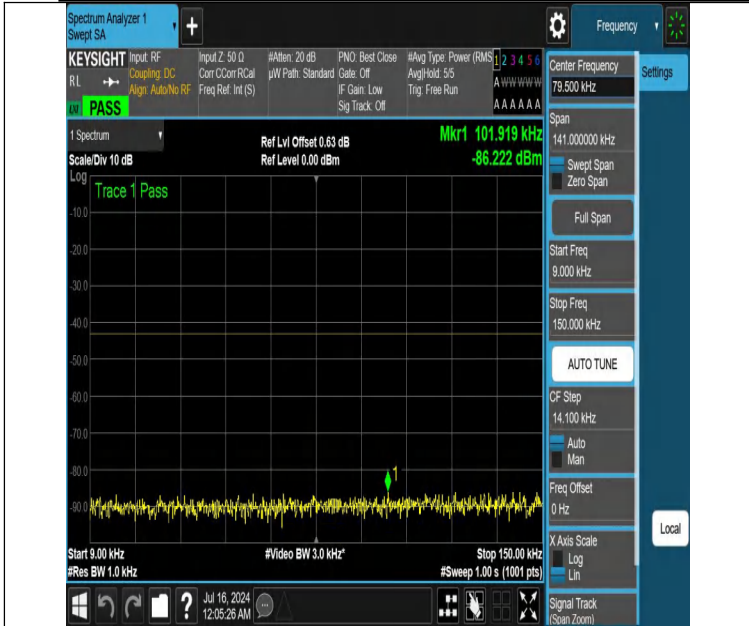 Spectrum Analyzer 1
Swept SA
+
Frequency
KEYSIGHT
RL
LXI
PASS
Input: RF
Coupling: DC
Align: Auto/No RF
Input Z: 50 Ω
Corr CCorr RCal
Freq Ref: Int (S)
#Atten: 20 dB
µW Path: Standard
PNO: Best Close
Gate: Off
IF Gain: Low
Sig Track: Off
#Avg Type: Power (RMS
Avg|Hold: 5/5
Trig: Free Run
1 2 3 4 5 6
A W W W W W
A A A A A A
1 Spectrum
Scale/Div 10 dB
Ref Lvl Offset 0.63 dB
Ref Level 0.00 dBm
Mkr1 101.919 kHz
-86.222 dBm
Log
Trace 1 Pass
-10.0
-20.0
-30.0
-40.0
-50.0
-60.0
-70.0
-80.0
-90.0
1
Start 9.00 kHz
#Res BW 1.0 kHz
#Video BW 3.0 kHz*
Stop 150.00 kHz
#Sweep 1.00 s (1001 pts)
?
Jul 16, 2024
12:05:26 AM
Center Frequency
79.500 kHz
Span
141.000000 kHz
Swept Span
Zero Span
Full Span
Start Freq
9.000 kHz
Stop Freq
150.000 kHz
AUTO TUNE
CF Step
14.100 kHz
Auto
Man
Freq Offset
0 Hz
X Axis Scale
Log
Lin
Signal Track
(Span Zoom)
Settings
Local